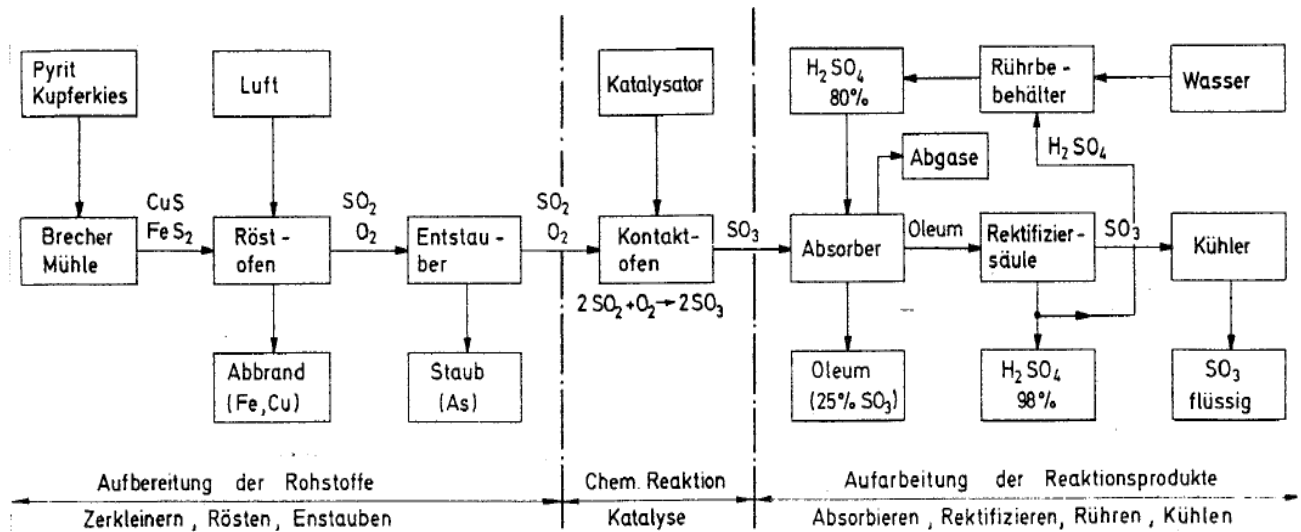 Pyrit
Kupferkies
Luft
Katalysator
H₂SO₄
80%
Rührbe-
behälter
Wasser
Abgase
H₂SO₄
CuS
FeS₂
SO₂
O₂
SO₂
O₂
Brecher
Mühle
Röst-
ofen
Entstau-
ber
Kontakt-
ofen
SO₃
Absorber
Oleum
Rektifizier-
säule
SO₃
Kühler
2SO₂+O₂→2SO₃
Abbrand
(Fe,Cu)
Staub
(As)
Oleum
(25% SO₃)
H₂SO₄
98%
SO₃
flüssig
Aufbereitung der Rohstoffe
Chem. Reaktion
Aufarbeitung der Reaktionsprodukte
Zerkleinern, Rösten, Enstauben
Katalyse
Absorbieren, Rektifizieren, Rühren, Kühlen